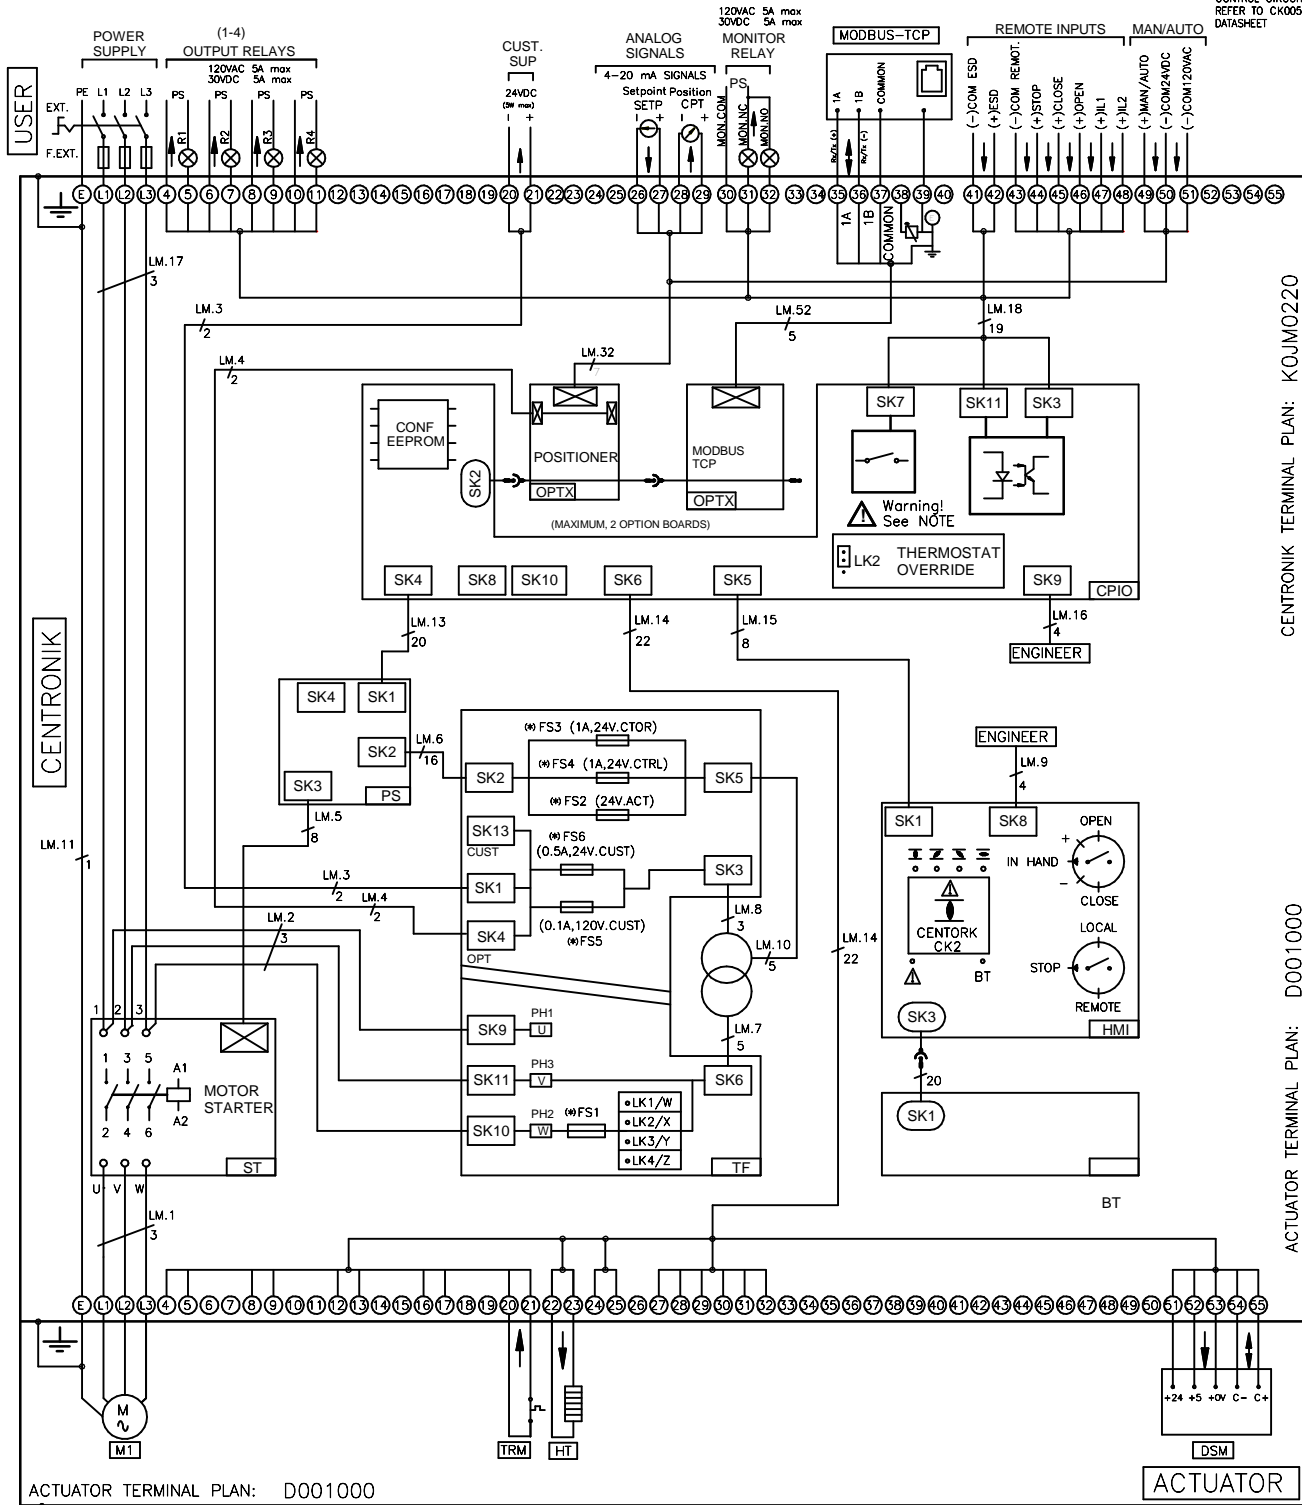 CONTROL CIRCUIT
REFER TO CK005
DATASHEET
POWER
SUPPLY
(1-4)
OUTPUT RELAYS
120VAC 5A max
30VDC 5A max
CUST.
SUP
24VDC
(5W max)
- +
ANALOG
SIGNALS
4-20 mA SIGNALS
Setpoint Position
SETP CPT
- + - +
120VAC 5A max
30VDC 5A max
MONITOR
RELAY
PS
MON.COM
MON.NC
MON.NO
MODBUS-TCP
1A
1B
COMMON
Rx/Tx (+)
Rx/Tx (-)
REMOTE INPUTS
MAN/AUTO
(-)COM ESD
(+)ESD
(-)COM REMOT.
(+)STOP
(+)CLOSE
(+)OPEN
(+)IL1
(+)IL2
(+)MAN/AUTO
(-)COM24VDC
(-)COM120VAC
USER
PE L1 L2 L3
EXT.
F.EXT.
PS PS PS PS
R1 R2 R3 R4
E L1 L2 L3 4 5 6 7 8 9 10 11 12 13 14 15 16 17 18 19 20 21 22 23 24 25 26 27 28 29 30 31 32 33 34 35 36 37 38 39 40 41 42 43 44 45 46 47 48 49 50 51 52 53 54 55
1A
1B
COMMON
LM.17
3
LM.3
2
LM.4
2
LM.32
7
LM.52
5
LM.18
19
CENTRONIK TERMINAL PLAN: K0JM0220
CONF
EEPROM
SK2
POSITIONER
OPTX
MODBUS
TCP
OPTX
(MAXIMUM, 2 OPTION BOARDS)
SK7
SK11
SK3
Warning!
See NOTE
LK2
THERMOSTAT
OVERRIDE
SK4
SK8
SK10
SK6
SK5
SK9
CPIO
LM.13
20
LM.14
22
LM.15
8
LM.16
4
ENGINEER
CENTRONIK
SK4
SK1
SK2
SK3
PS
LM.6
16
LM.5
8
(*) FS3 (1A,24V.CTOR)
(*) FS4 (1A,24V.CTRL)
(*) FS2 (24V.ACT)
SK2
SK5
SK13
CUST
(*) FS6
(0.5A,24V.CUST)
SK1
SK3
SK4
OPT
(0.1A,120V.CUST)
(*)FS5
LM.8
3
LM.10
5
LM.14
22
LM.7
5
LM.11
1
LM.3
2
LM.4
2
LM.2
3
SK9
PH1
U
SK11
PH3
V
SK6
SK10
PH2
W
(*)FS1
LK1/W
LK2/X
LK3/Y
LK4/Z
TF
ENGINEER
LM.9
4
SK1
SK8
OPEN
+
IN HAND
-
CLOSE
CENTORK
CK2
BT
LOCAL
STOP
REMOTE
SK3
HMI
20
SK1
BT
1 2 3
1 3 5
A1
A2
2 4 6
MOTOR
STARTER
ST
U V W
LM.1
3
ACTUATOR TERMINAL PLAN: D001000
E L1 L2 L3 4 5 6 7 8 9 10 11 12 13 14 15 16 17 18 19 20 21 22 23 24 25 26 27 28 29 30 31 32 33 34 35 36 37 38 39 40 41 42 43 44 45 46 47 48 49 50 51 52 53 54 55
M
M1
TRM
HT
+24 +5 +0V C- C+
DSM
ACTUATOR
ACTUATOR TERMINAL PLAN: D001000